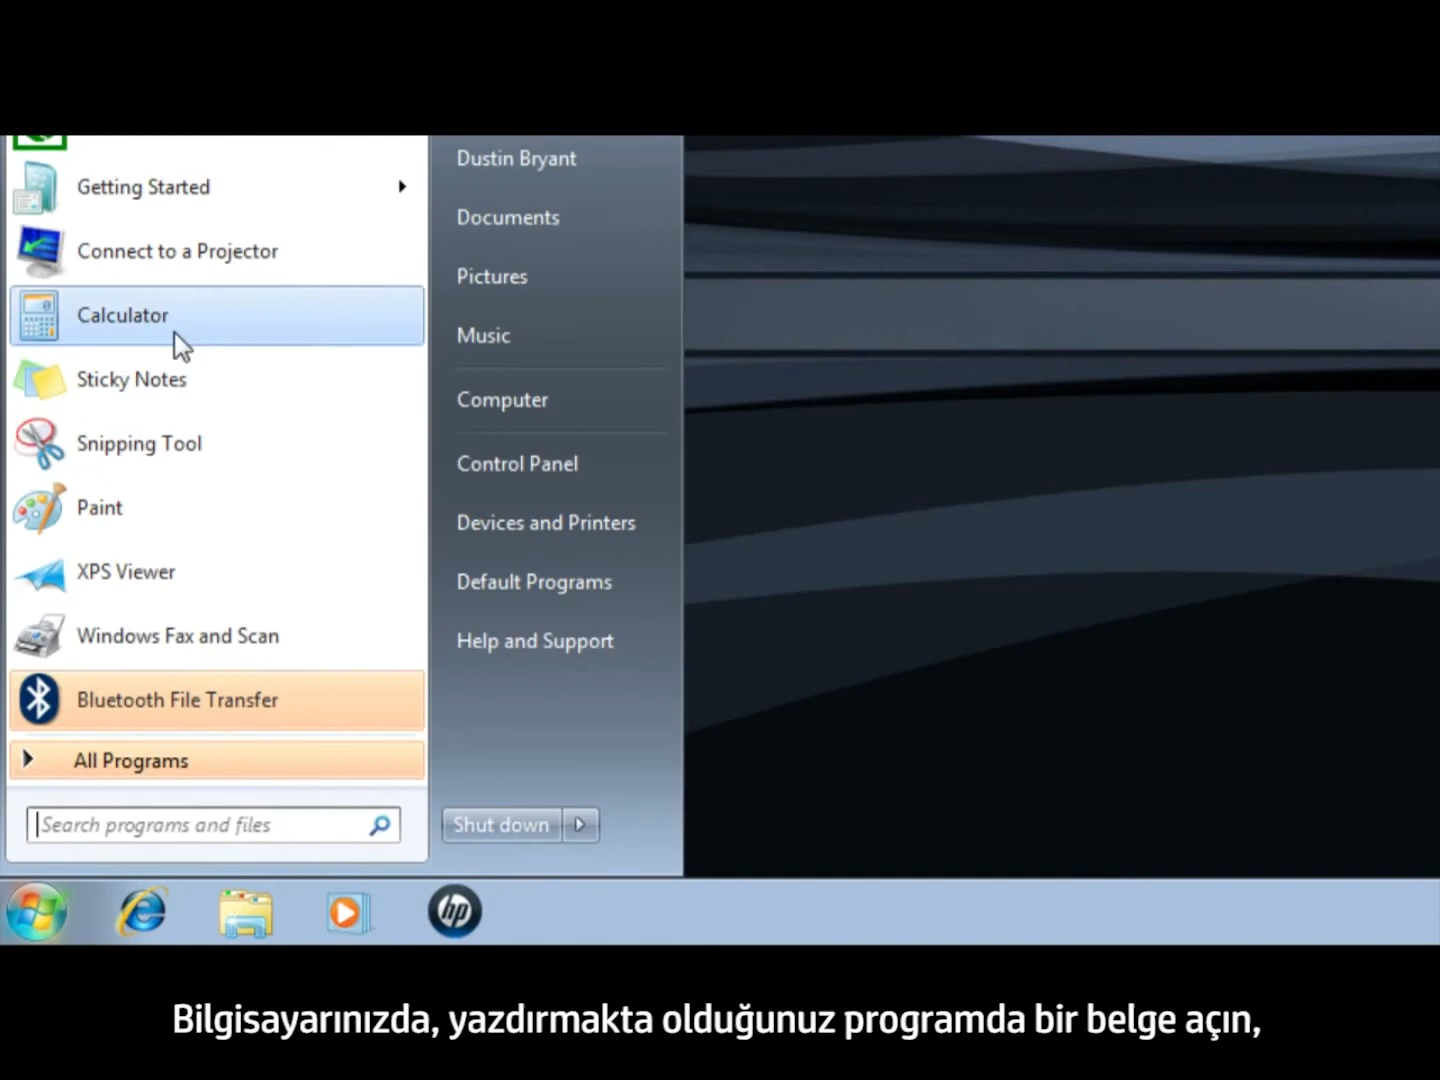 Getting Started
Connect to a Projector
Calculator
Sticky Notes
Snipping Tool
Paint
XPS Viewer
Windows Fax and Scan
Bluetooth File Transfer
All Programs
Search programs and files
Dustin Bryant
Documents
Pictures
Music
Computer
Control Panel
Devices and Printers
Default Programs
Help and Support
Shut down
hp
Bilgisayarınızda, yazdırmakta olduğunuz programda bir belge açın,